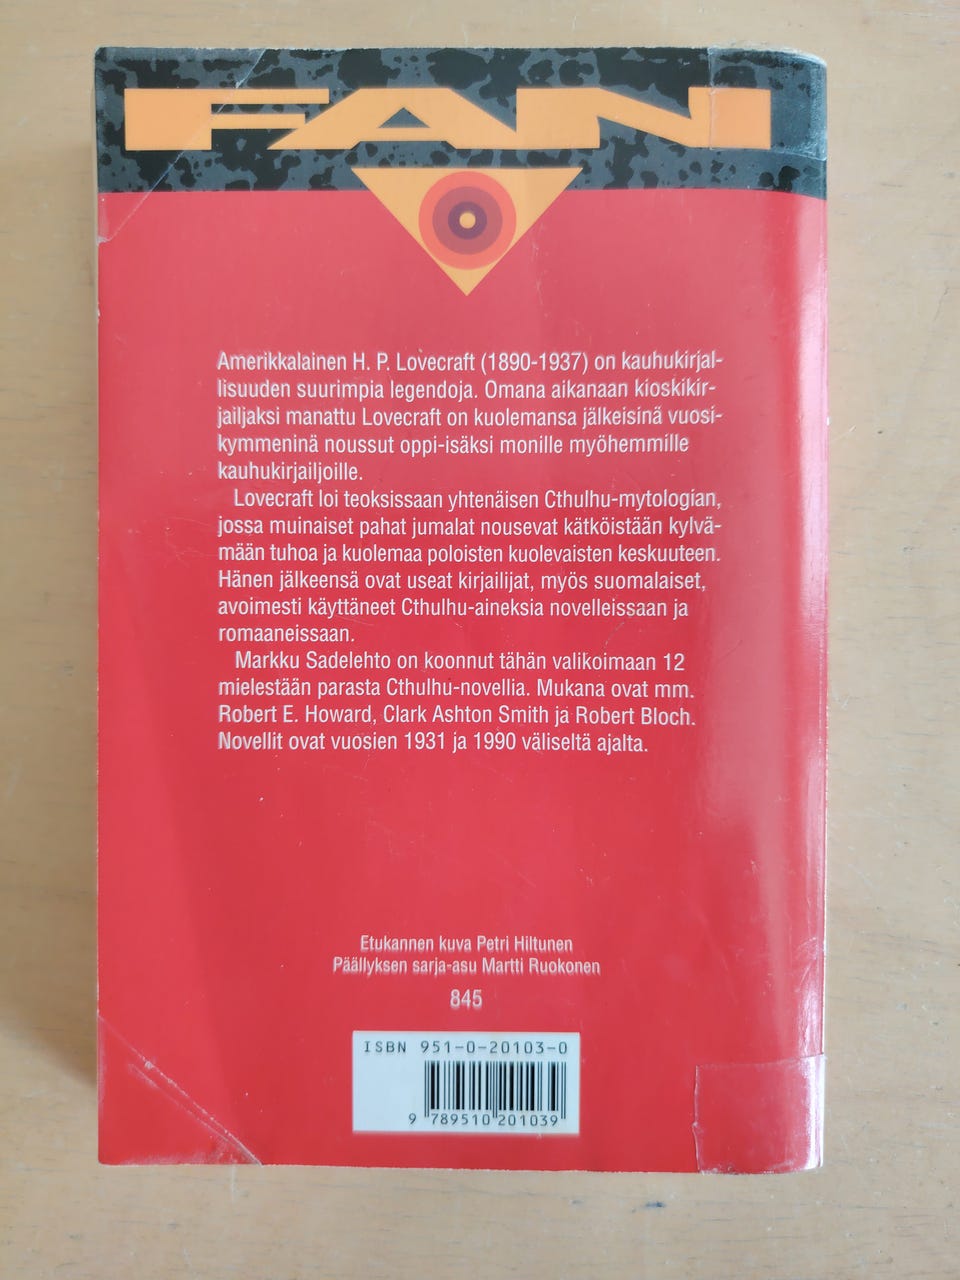 FAN
Amerikkalainen H. P. Lovecraft (1890-1937) on kauhukirjal-
lisuuden suurimpia legendoja. Omana aikanaan kioskikir-
jailjaksi manattu Lovecraft on kuolemansa jälkeisinä vuosi-
kymmeninä noussut oppi-isäksi monille myöhemmille
kauhukirjailjoille.
Lovecraft loi teoksissaan yhtenäisen Cthulhu-mytologian,
jossa muinaiset pahat jumalat nousevat kätköistään kylvä-
mään tuhoa ja kuolemaa poloisten kuolevaisten keskuuteen.
Hänen jälkeensä ovat useat kirjailijat, myös suomalaiset,
avoimesti käyttäneet Cthulhu-aineksia novelleissaan ja
romaaneissaan.
Markku Sadelehto on koonnut tähän valikoimaan 12
mielestään parasta Cthulhu-novellia. Mukana ovat mm.
Robert E. Howard, Clark Ashton Smith ja Robert Bloch.
Novellit ovat vuosien 1931 ja 1990 väliseltä ajalta.
Etukannen kuva Petri Hiltunen
Päällyksen sarja-asu Martti Ruokonen
845
ISBN 951-0-20103-0
9 789510 201039